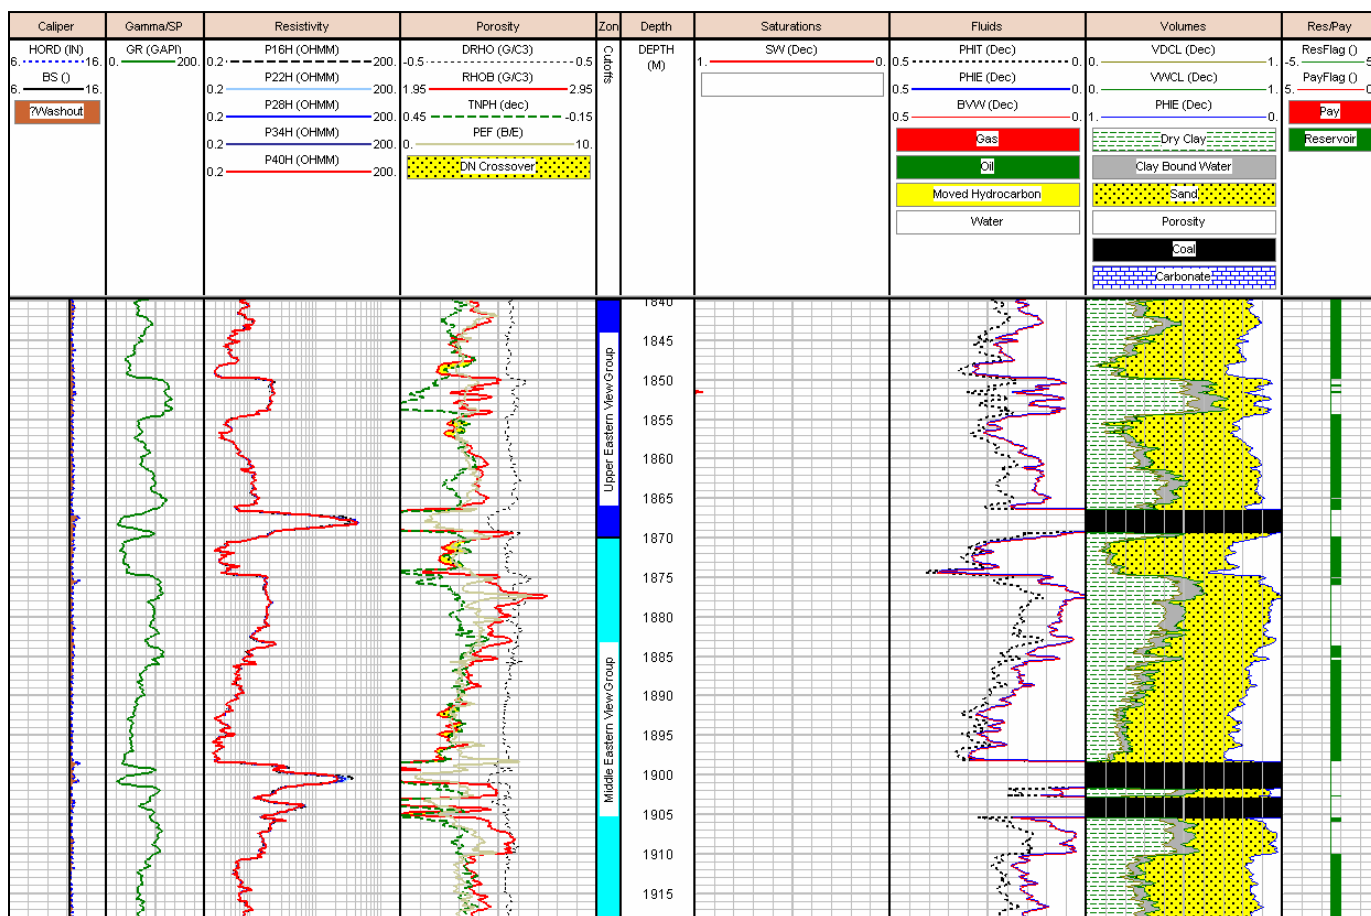 Caliper
Gamma/SP
Resistivity
Porosity
Zon
Depth
Saturations
Fluids
Volumes
Res/Pay
HORD (IN)
6. 16.
BS ()
6. 16.
?Washout
GR (GAPI)
0. 200.
P16H (OHMM)
0.2 200.
P22H (OHMM)
0.2 200.
P28H (OHMM)
0.2 200.
P34H (OHMM)
0.2 200.
P40H (OHMM)
0.2 200.
DRHO (G/C3)
-0.5 0.5
RHOB (G/C3)
1.95 2.95
TNPH (dec)
0.45 -0.15
PEF (B/E)
0. 10.
DN Crossover
Cutoffs
DEPTH
(M)
SW (Dec)
1. 0.
PHIT (Dec)
0.5 0.
PHIE (Dec)
0.5 0.
BVW (Dec)
0.5 0.
Gas
Oil
Moved Hydrocarbon
Water
VDCL (Dec)
0. 1.
VWCL (Dec)
0. 1.
PHIE (Dec)
1. 0.
Dry Clay
Clay Bound Water
Sand
Porosity
Coal
Carbonate
ResFlag ()
-5. 5
PayFlag ()
5. 0
Pay
Reservoir
Upper Eastern View Group
Middle Eastern View Group
1840
1845
1850
1855
1860
1865
1870
1875
1880
1885
1890
1895
1900
1905
1910
1915